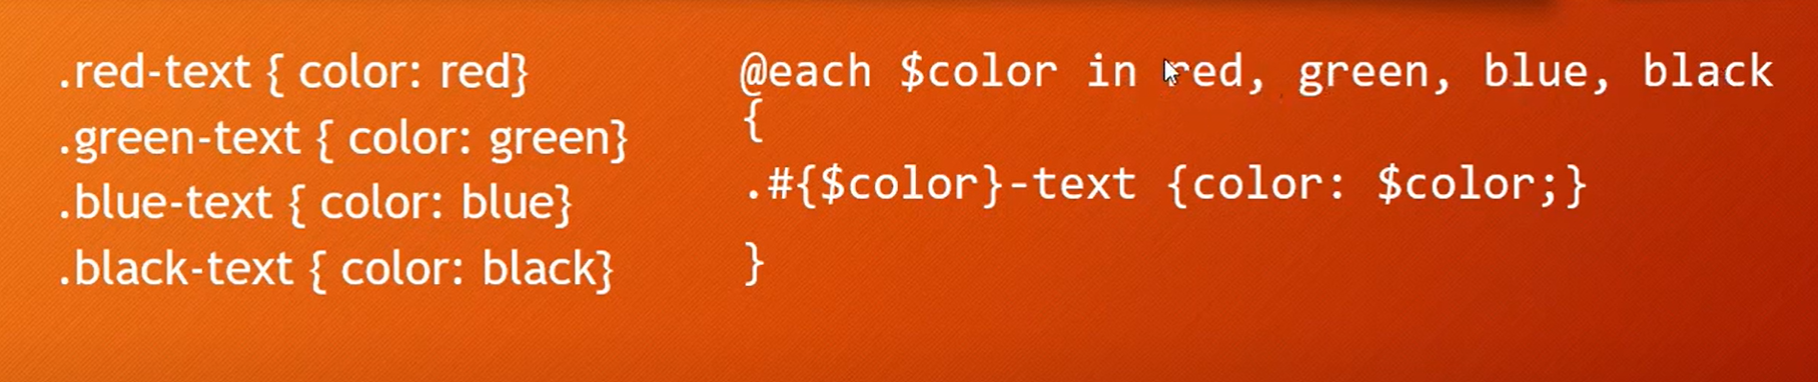 .red-text { color: red}
.green-text { color: green}
.blue-text { color: blue}
.black-text { color: black}
@each $color in red, green, blue, black
{
.#{$color}-text {color: $color;}
}